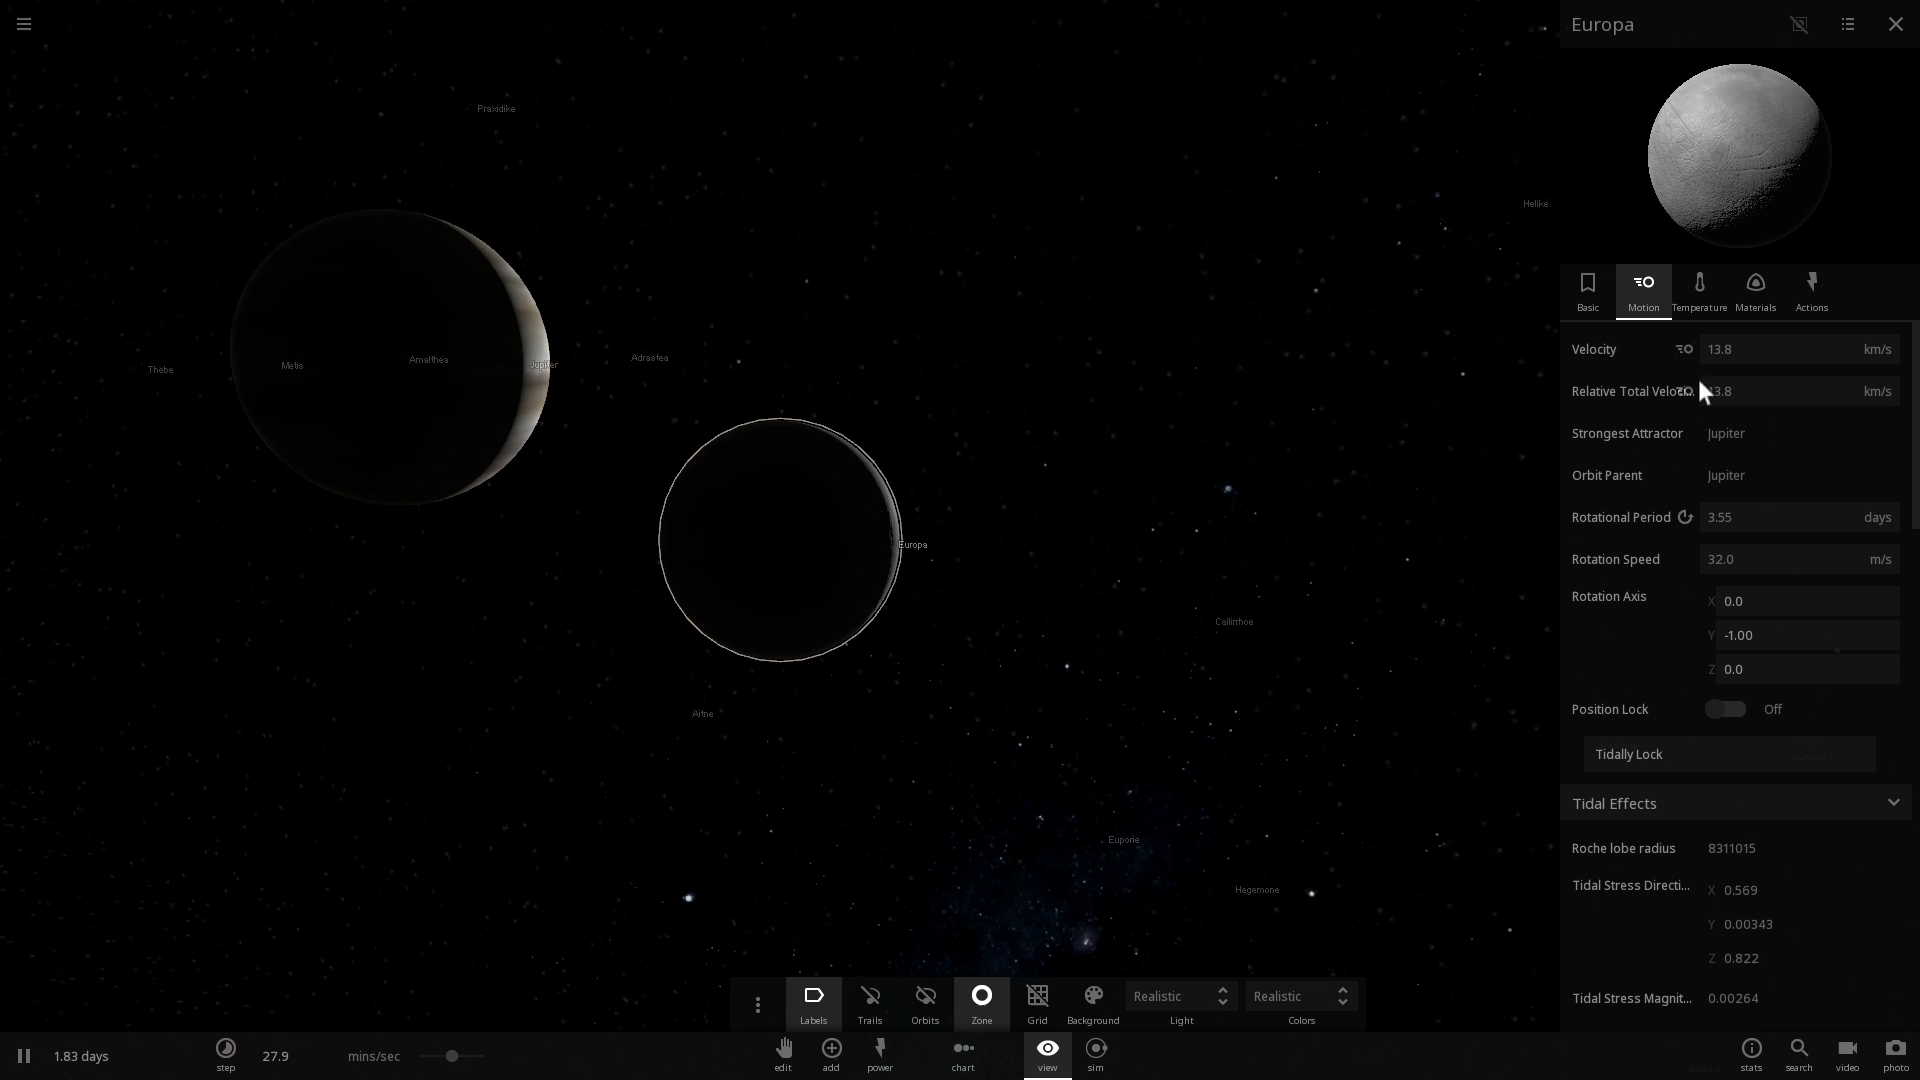 Europa
Praxidike
Helike
Thebe
Metis
Amalthea
Jupiter
Adrastea
Europa
Callirrhoe
Aitne
Euporie
Hegemone
Basic
Motion
Temperature
Materials
Actions
Velocity 13.8 km/s
Relative Total Veloci... 13.8 km/s
Strongest Attractor Jupiter
Orbit Parent Jupiter
Rotational Period 3.55 days
Rotation Speed 32.0 m/s
Rotation Axis X 0.0
Y -1.00
Z 0.0
Position Lock Off
Tidally Lock
Tidal Effects
Roche lobe radius 8311015
Tidal Stress Directi... X 0.569
Y 0.00343
Z 0.822
Tidal Stress Magnit... 0.00264
Labels
Trails
Orbits
Zone
Grid
Background
Realistic
Light
Realistic
Colors
1.83 days
step
27.9 mins/sec
edit
add
power
chart
view
sim
stats
search
video
photo